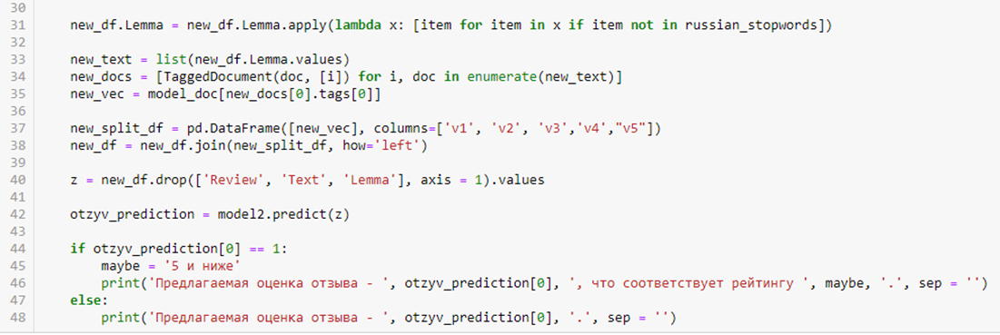 30
31 new_df.Lemma = new_df.Lemma.apply(lambda x: [item for item in x if item not in russian_stopwords])
32
33 new_text = list(new_df.Lemma.values)
34 new_docs = [TaggedDocument(doc, [i]) for i, doc in enumerate(new_text)]
35 new_vec = model_doc[new_docs[0].tags[0]]
36
37 new_split_df = pd.DataFrame([new_vec], columns=['v1', 'v2', 'v3','v4',"v5"])
38 new_df = new_df.join(new_split_df, how='left')
39
40 z = new_df.drop(['Review', 'Text', 'Lemma'], axis = 1).values
41
42 otzyv_prediction = model2.predict(z)
43
44 if otzyv_prediction[0] == 1:
45 maybe = '5 и ниже'
46 print('Предлагаемая оценка отзыва - ', otzyv_prediction[0], ', что соответствует рейтингу ', maybe, '.', sep = '')
47 else:
48 print('Предлагаемая оценка отзыва - ', otzyv_prediction[0], '.', sep = '')